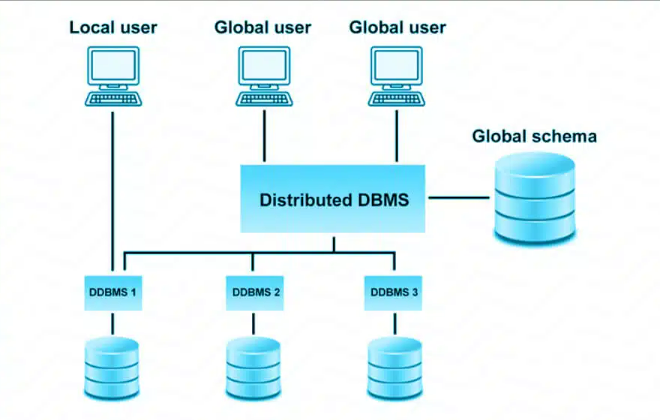 Local user
Global user
Global user
Global schema
Distributed DBMS
DDBMS 1
DDBMS 2
DDBMS 3